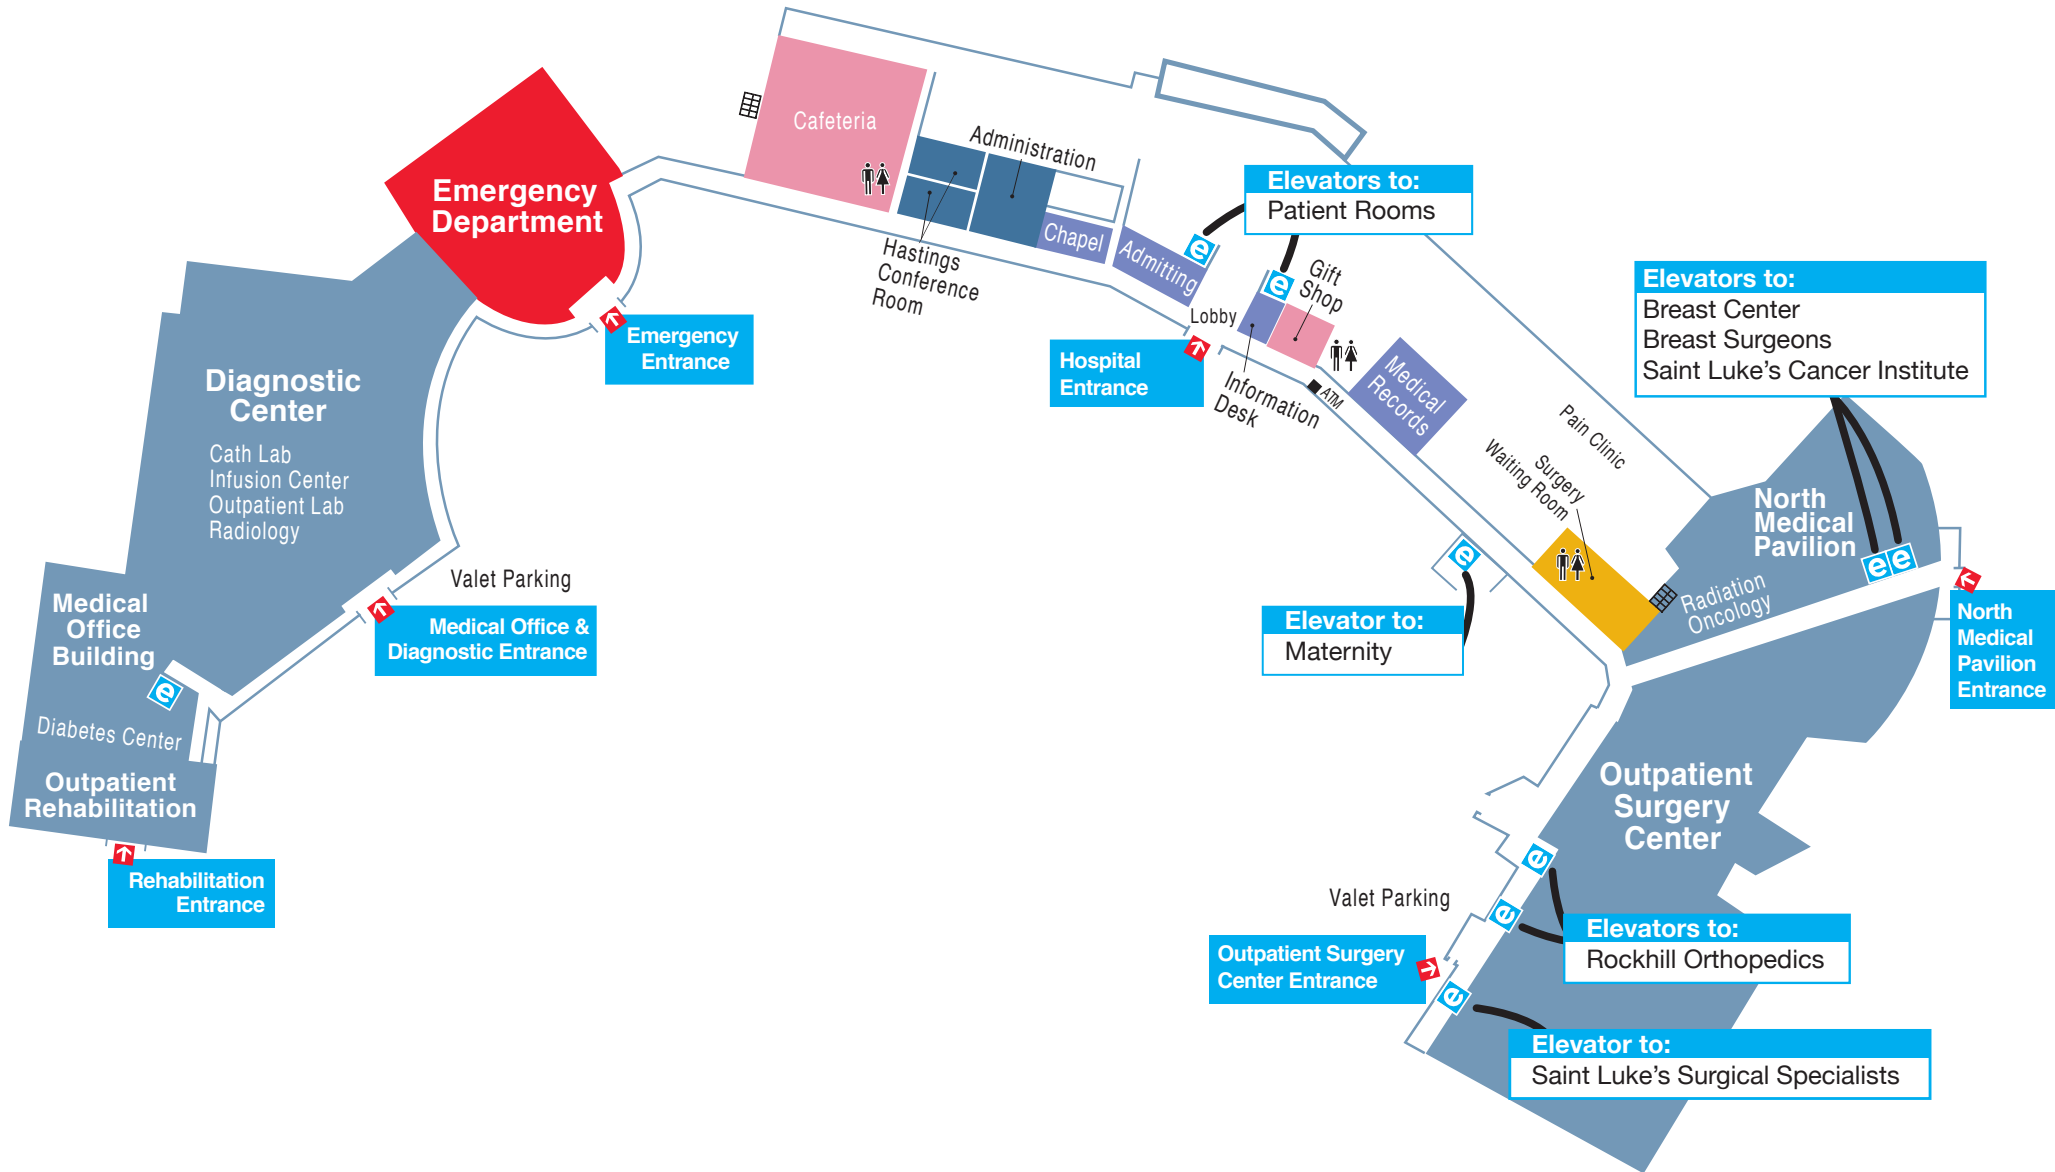 Cafeteria
Administration
Emergency
Department
Elevators to:
Patient Rooms
Chapel
Admitting
e
e
Hastings
Conference
Room
Gift
Shop
Lobby
Elevators to:
Breast Center
Breast Surgeons
Saint Luke's Cancer Institute
Emergency
Entrance
Hospital
Entrance
Information
Desk
ATM
Medical
Records
Diagnostic
Center
Cath Lab
Infusion Center
Outpatient Lab
Radiology
Pain Clinic
Surgery
Waiting Room
North
Medical
Pavilion
e
e
e
Radiation
Oncology
Valet Parking
Medical Office &
Diagnostic Entrance
Medical
Office
Building
e
Elevator to:
Maternity
North
Medical
Pavilion
Entrance
Diabetes Center
Outpatient
Rehabilitation
Rehabilitation
Entrance
Outpatient
Surgery
Center
e
e
Valet Parking
Elevators to:
Rockhill Orthopedics
Outpatient Surgery
Center Entrance
e
Elevator to:
Saint Luke's Surgical Specialists